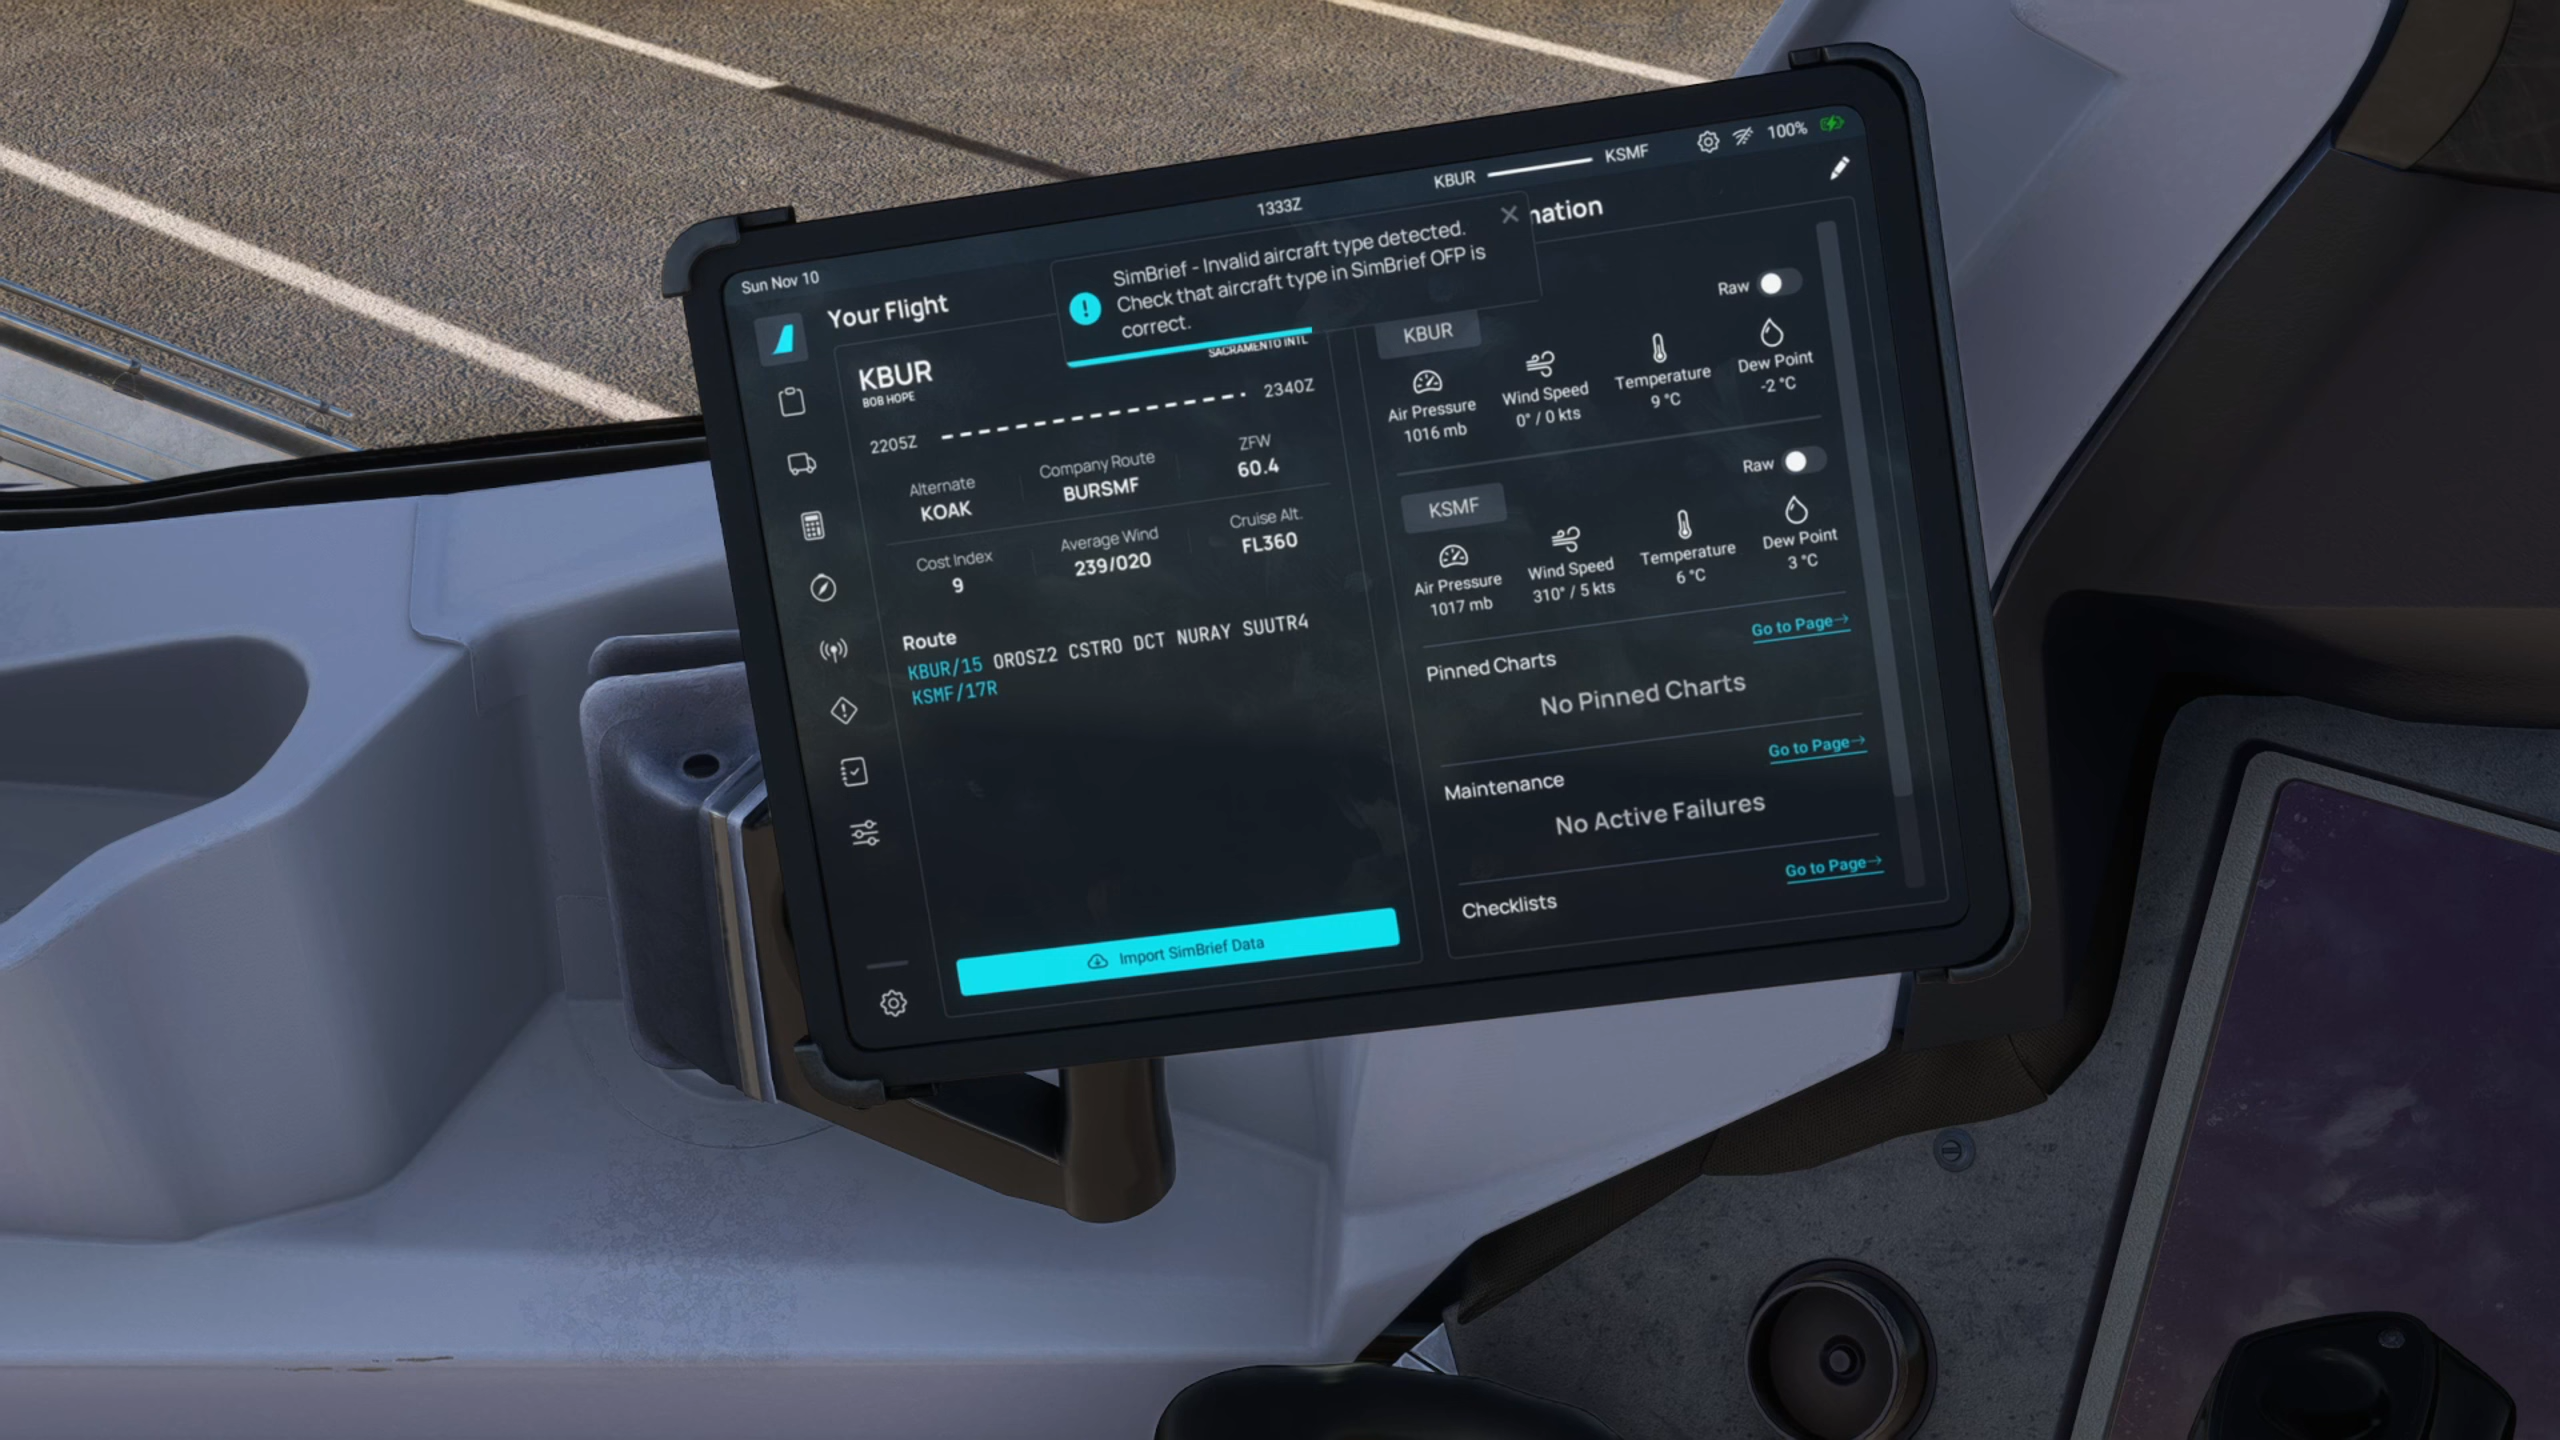 Sun Nov 10
1333Z
KBUR
KSMF
100%
SimBrief - Invalid aircraft type detected.
Check that aircraft type in SimBrief OFP is
correct.
Your Flight
KBUR
BOB HOPE
SACRAMENTO INTL
2205Z
2340Z
Alternate
KOAK
Company Route
BURSMF
ZFW
60.4
Cost Index
9
Average Wind
239/020
Cruise Alt.
FL360
Route
KBUR/15 OROSZ2 CSTRO DCT NURAY SUUTR4
KSMF/17R
Import SimBrief Data
Raw
KBUR
Air Pressure
1016 mb
Wind Speed
0° / 0 kts
Temperature
9 °C
Dew Point
-2 °C
Raw
KSMF
Air Pressure
1017 mb
Wind Speed
310° / 5 kts
Temperature
6 °C
Dew Point
3 °C
Go to Page→
Pinned Charts
No Pinned Charts
Go to Page→
Maintenance
No Active Failures
Go to Page→
Checklists